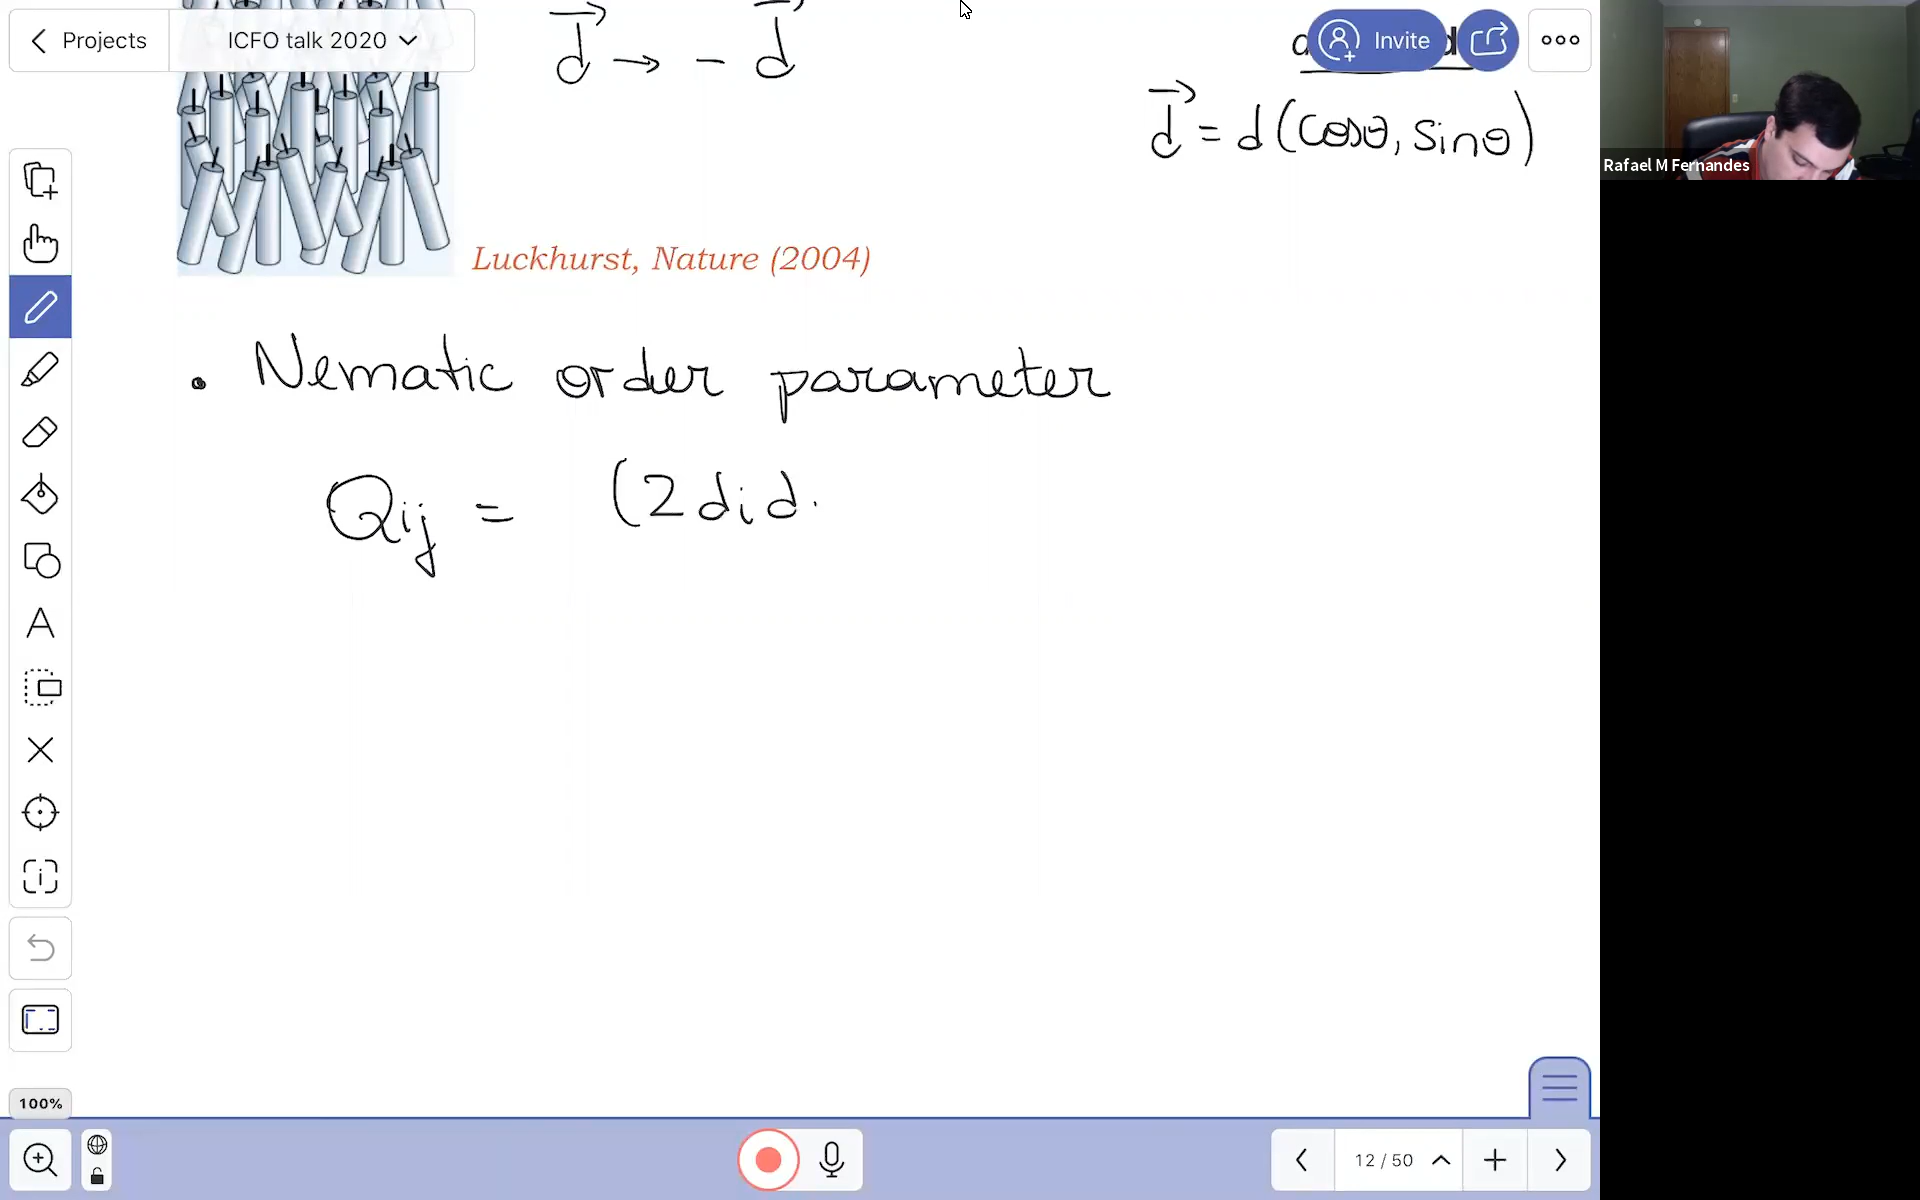 Projects
ICFO talk 2020
Invite
d → - d
d = d(cosθ, sinθ)
Rafael M Fernandes
Luckhurst, Nature (2004)
• Nematic order parameter
Qij = (2did.
A
100%
12 / 50